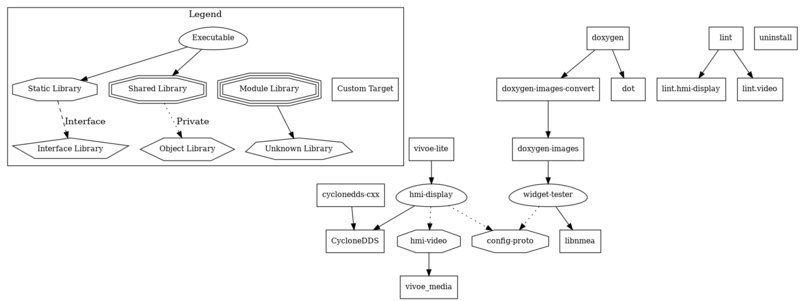 Legend
Executable
Static Library
Shared Library
Module Library
Custom Target
Interface
Private
Interface Library
Object Library
Unknown Library
doxygen
lint
uninstall
doxygen-images-convert
dot
lint.hmi-display
lint.video
vivoe-lite
doxygen-images
cyclonedds-cxx
hmi-display
widget-tester
CycloneDDS
hmi-video
config-proto
libnmea
vivoe_media